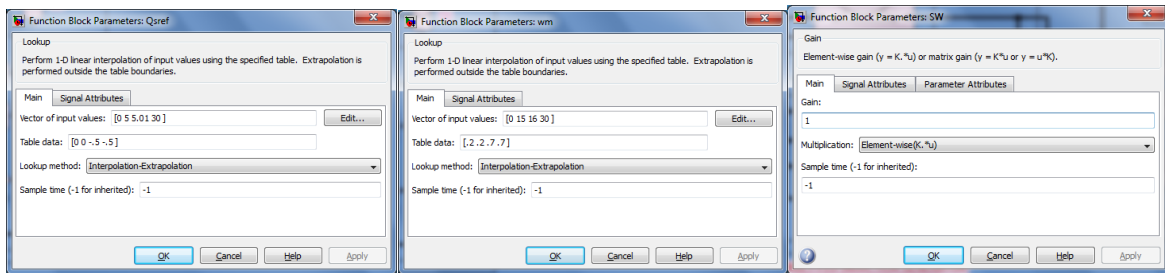 Function Block Parameters: Qsref
Lookup
Perform 1-D linear interpolation of input values using the specified table. Extrapolation is
performed outside the table boundaries.
Main
Signal Attributes
Vector of input values: [0 5 5.01 30 ]
Edit...
Table data: [0 0 -.5 -.5 ]
Lookup method: Interpolation-Extrapolation
Sample time (-1 for inherited): -1
OK
Cancel
Help
Apply
Function Block Parameters: wm
Lookup
Perform 1-D linear interpolation of input values using the specified table. Extrapolation is
performed outside the table boundaries.
Main
Signal Attributes
Vector of input values: [0 15 16 30 ]
Edit...
Table data: [.2 .2 .7 .7]
Lookup method: Interpolation-Extrapolation
Sample time (-1 for inherited): -1
OK
Cancel
Help
Apply
Function Block Parameters: SW
Gain
Element-wise gain (y = K.*u) or matrix gain (y = K*u or y = u*K).
Main
Signal Attributes
Parameter Attributes
Gain:
1
Multiplication: Element-wise(K.*u)
Sample time (-1 for inherited):
-1
OK
Cancel
Help
Apply